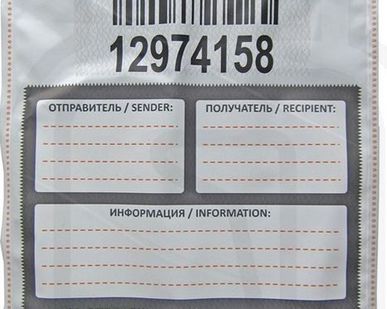 12974158
ОТПРАВИТЕЛЬ / SENDER:
ПОЛУЧАТЕЛЬ / RECIPIENT:
ИНФОРМАЦИЯ / INFORMATION: